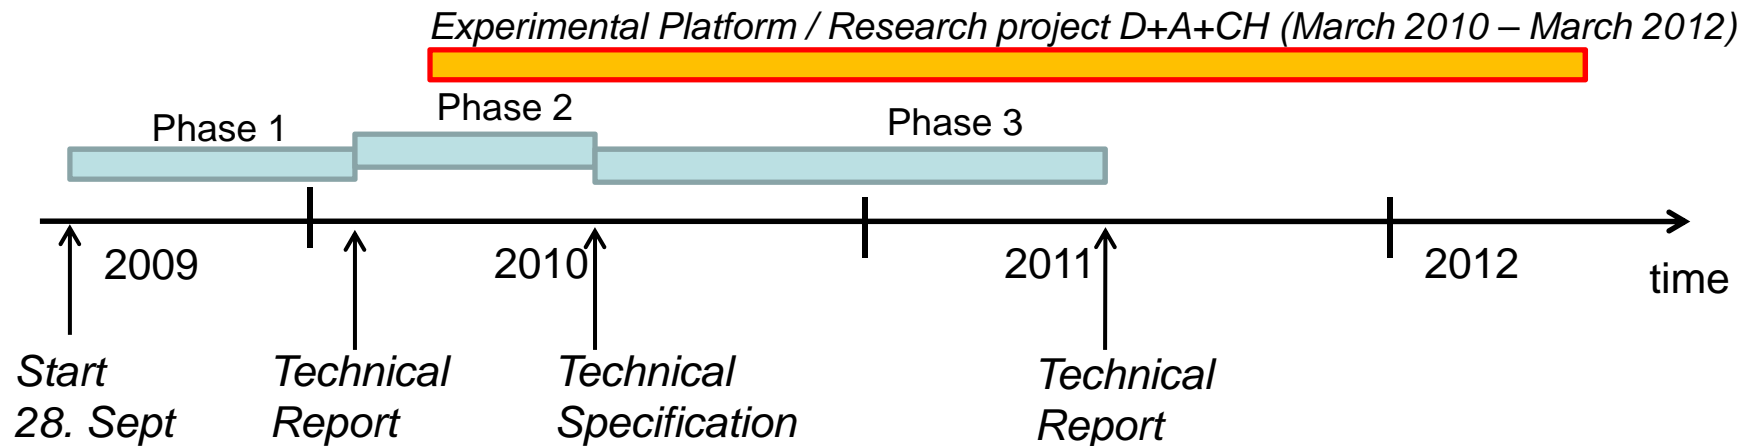 Experimental Platform / Research project D+A+CH (March 2010 – March 2012)
Phase 1
Phase 2
Phase 3
2009
2010
2011
2012
time
Start
28. Sept
Technical
Report
Technical
Specification
Technical
Report